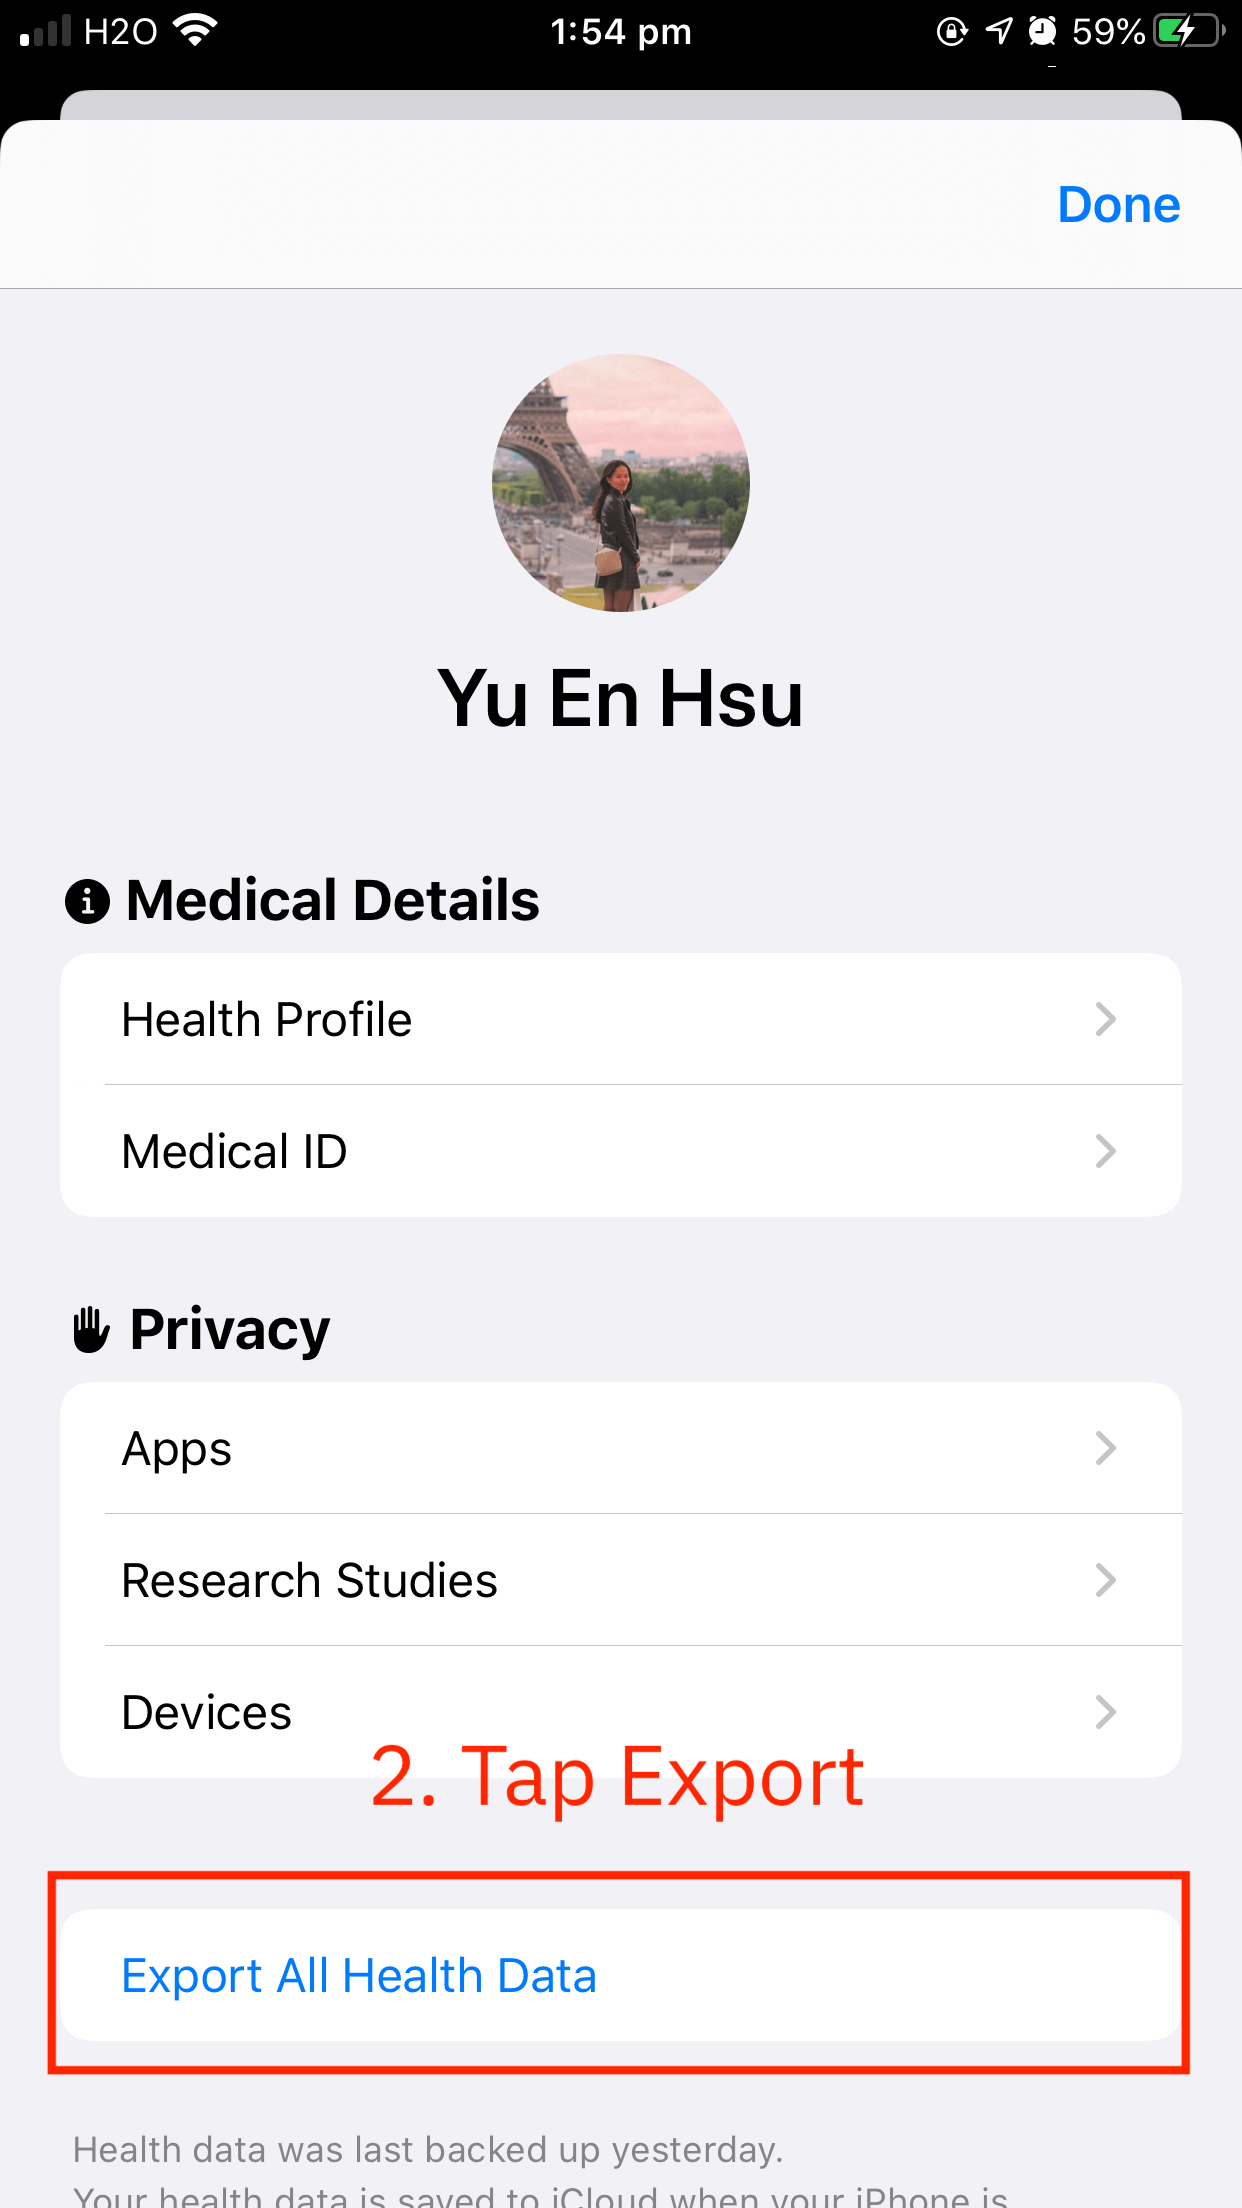 H2O 1:54 pm 59%
Done
Yu En Hsu
Medical Details
Health Profile
Medical ID
Privacy
Apps
Research Studies
Devices
2. Tap Export
Export All Health Data
Health data was last backed up yesterday.
Your health data is saved to iCloud when your iPhone is